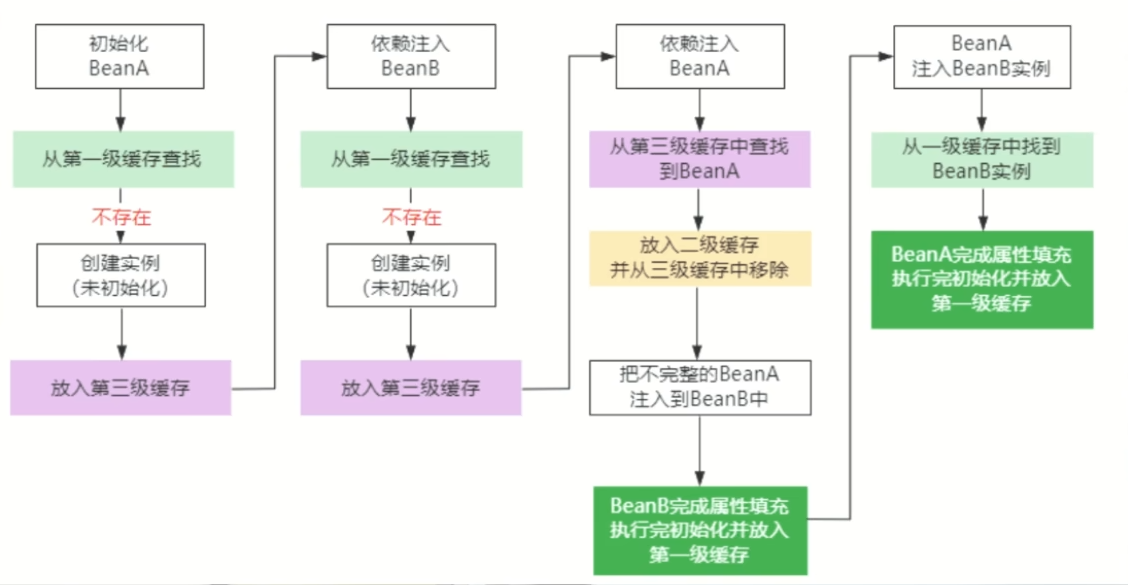 初始化
BeanA
从第一级缓存查找
不存在
创建实例
（未初始化）
放入第三级缓存
依赖注入
BeanB
从第一级缓存查找
不存在
创建实例
（未初始化）
放入第三级缓存
依赖注入
BeanA
从第三级缓存中查找
到BeanA
放入二级缓存
并从三级缓存中移除
把不完整的BeanA
注入到BeanB中
BeanB完成属性填充
执行完初始化并放入
第一级缓存
BeanA
注入BeanB实例
从一级缓存中找到
BeanB实例
BeanA完成属性填充
执行完初始化并放入
第一级缓存